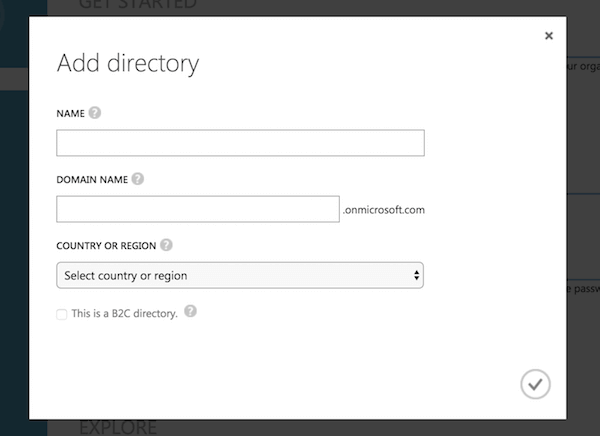 GET STARTED
×
ur orga
Add directory
NAME ?
DOMAIN NAME ?
.onmicrosoft.com
COUNTRY OR REGION ?
Select country or region
e passw
This is a B2C directory. ?
EXPLORE